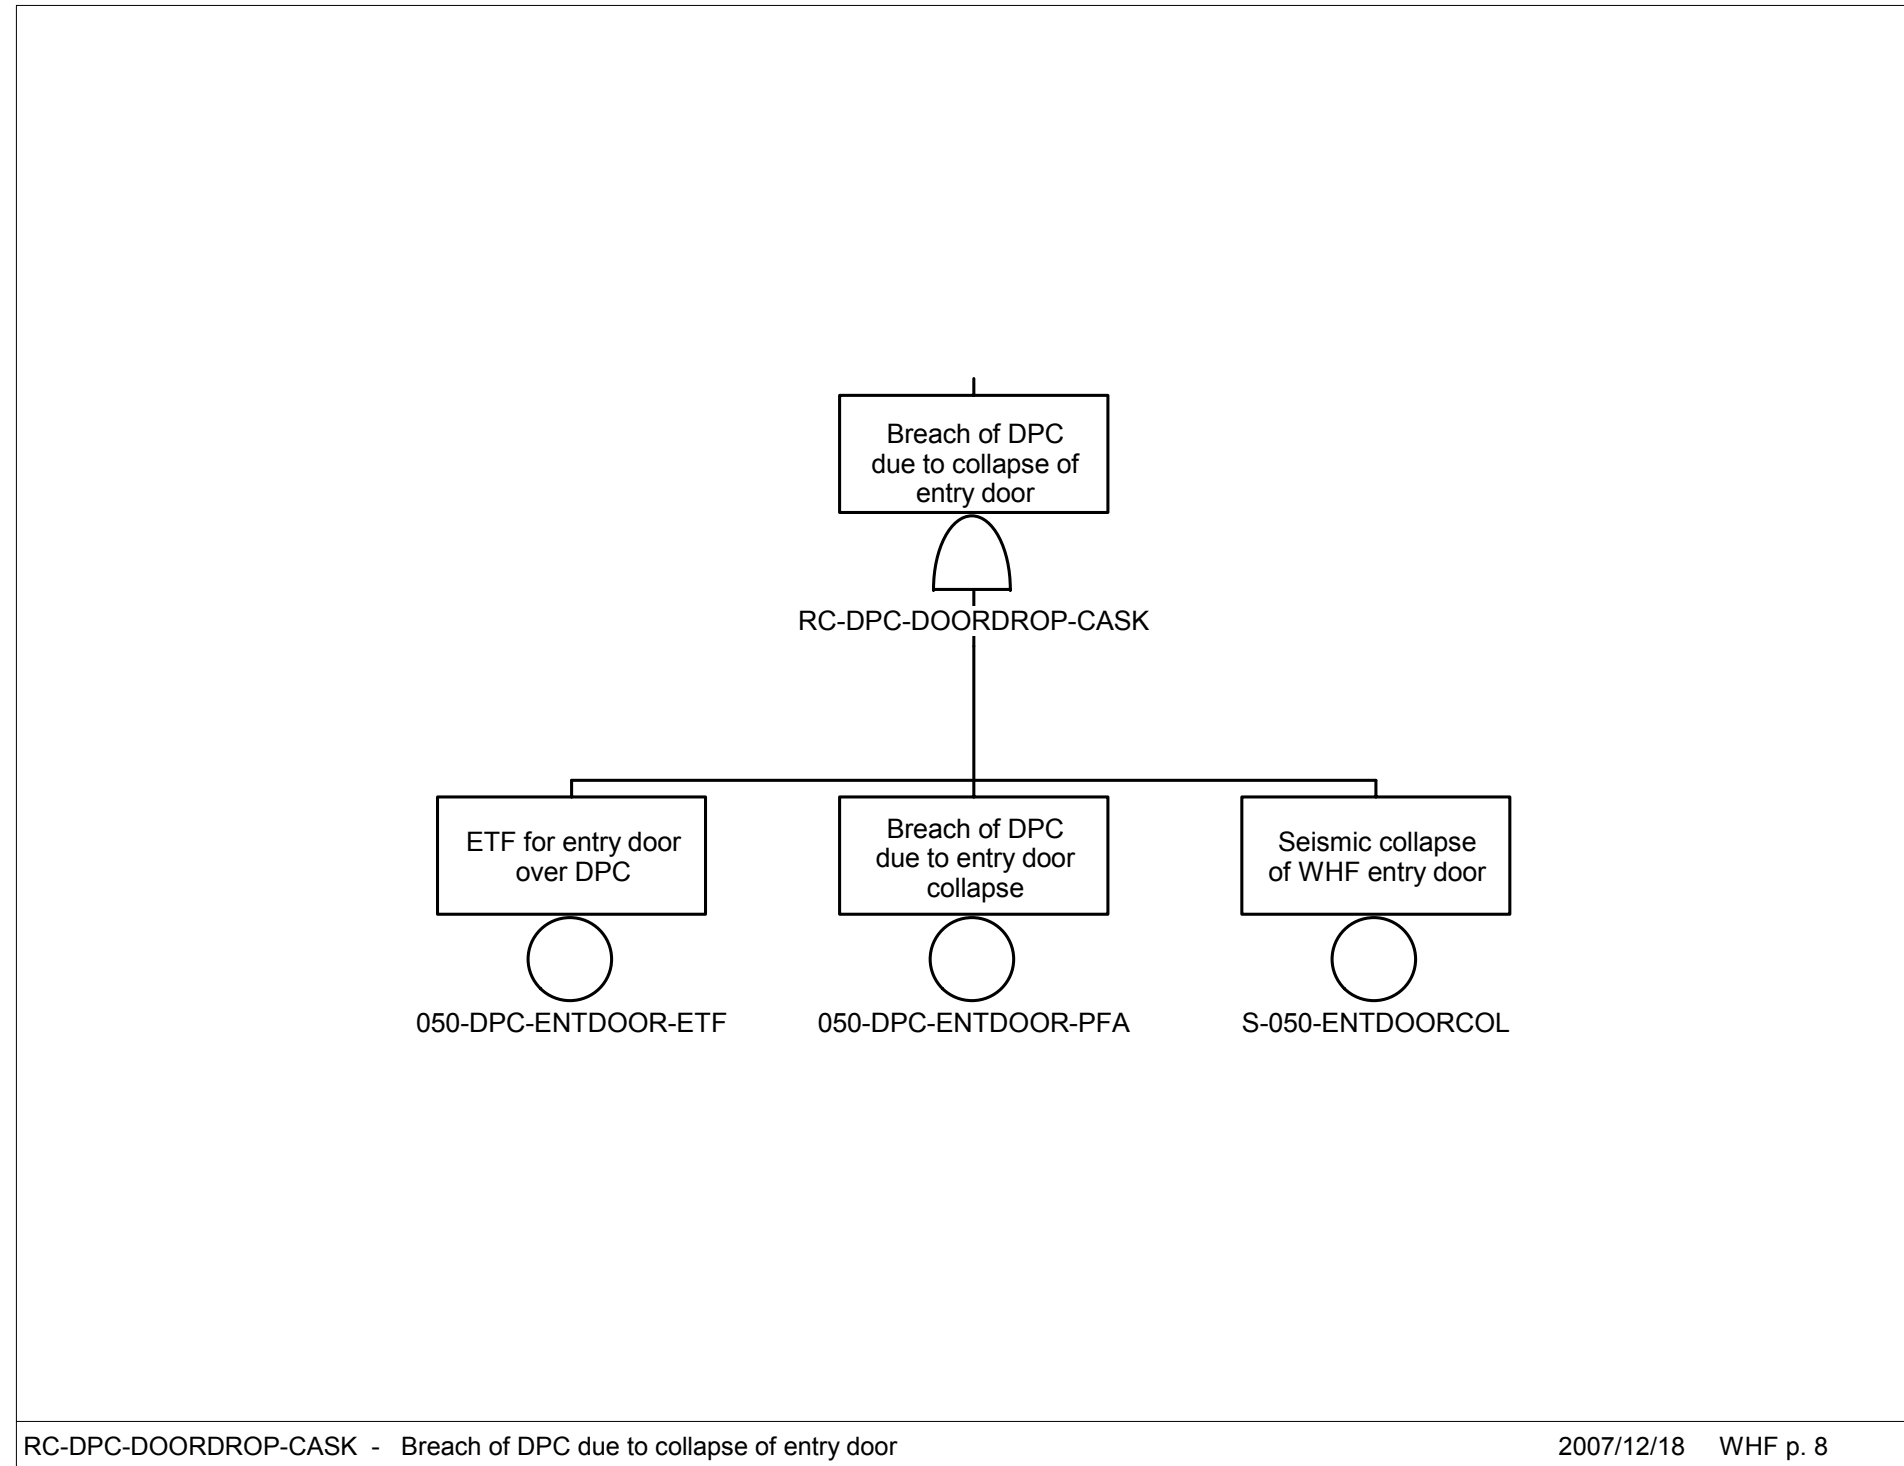 Breach of DPC
due to collapse of
entry door
RC-DPC-DOORDROP-CASK
ETF for entry door
over DPC
Breach of DPC
due to entry door
collapse
Seismic collapse
of WHF entry door
050-DPC-ENTDOOR-ETF
050-DPC-ENTDOOR-PFA
S-050-ENTDOORCOL
RC-DPC-DOORDROP-CASK - Breach of DPC due to collapse of entry door 2007/12/18 WHF p. 8